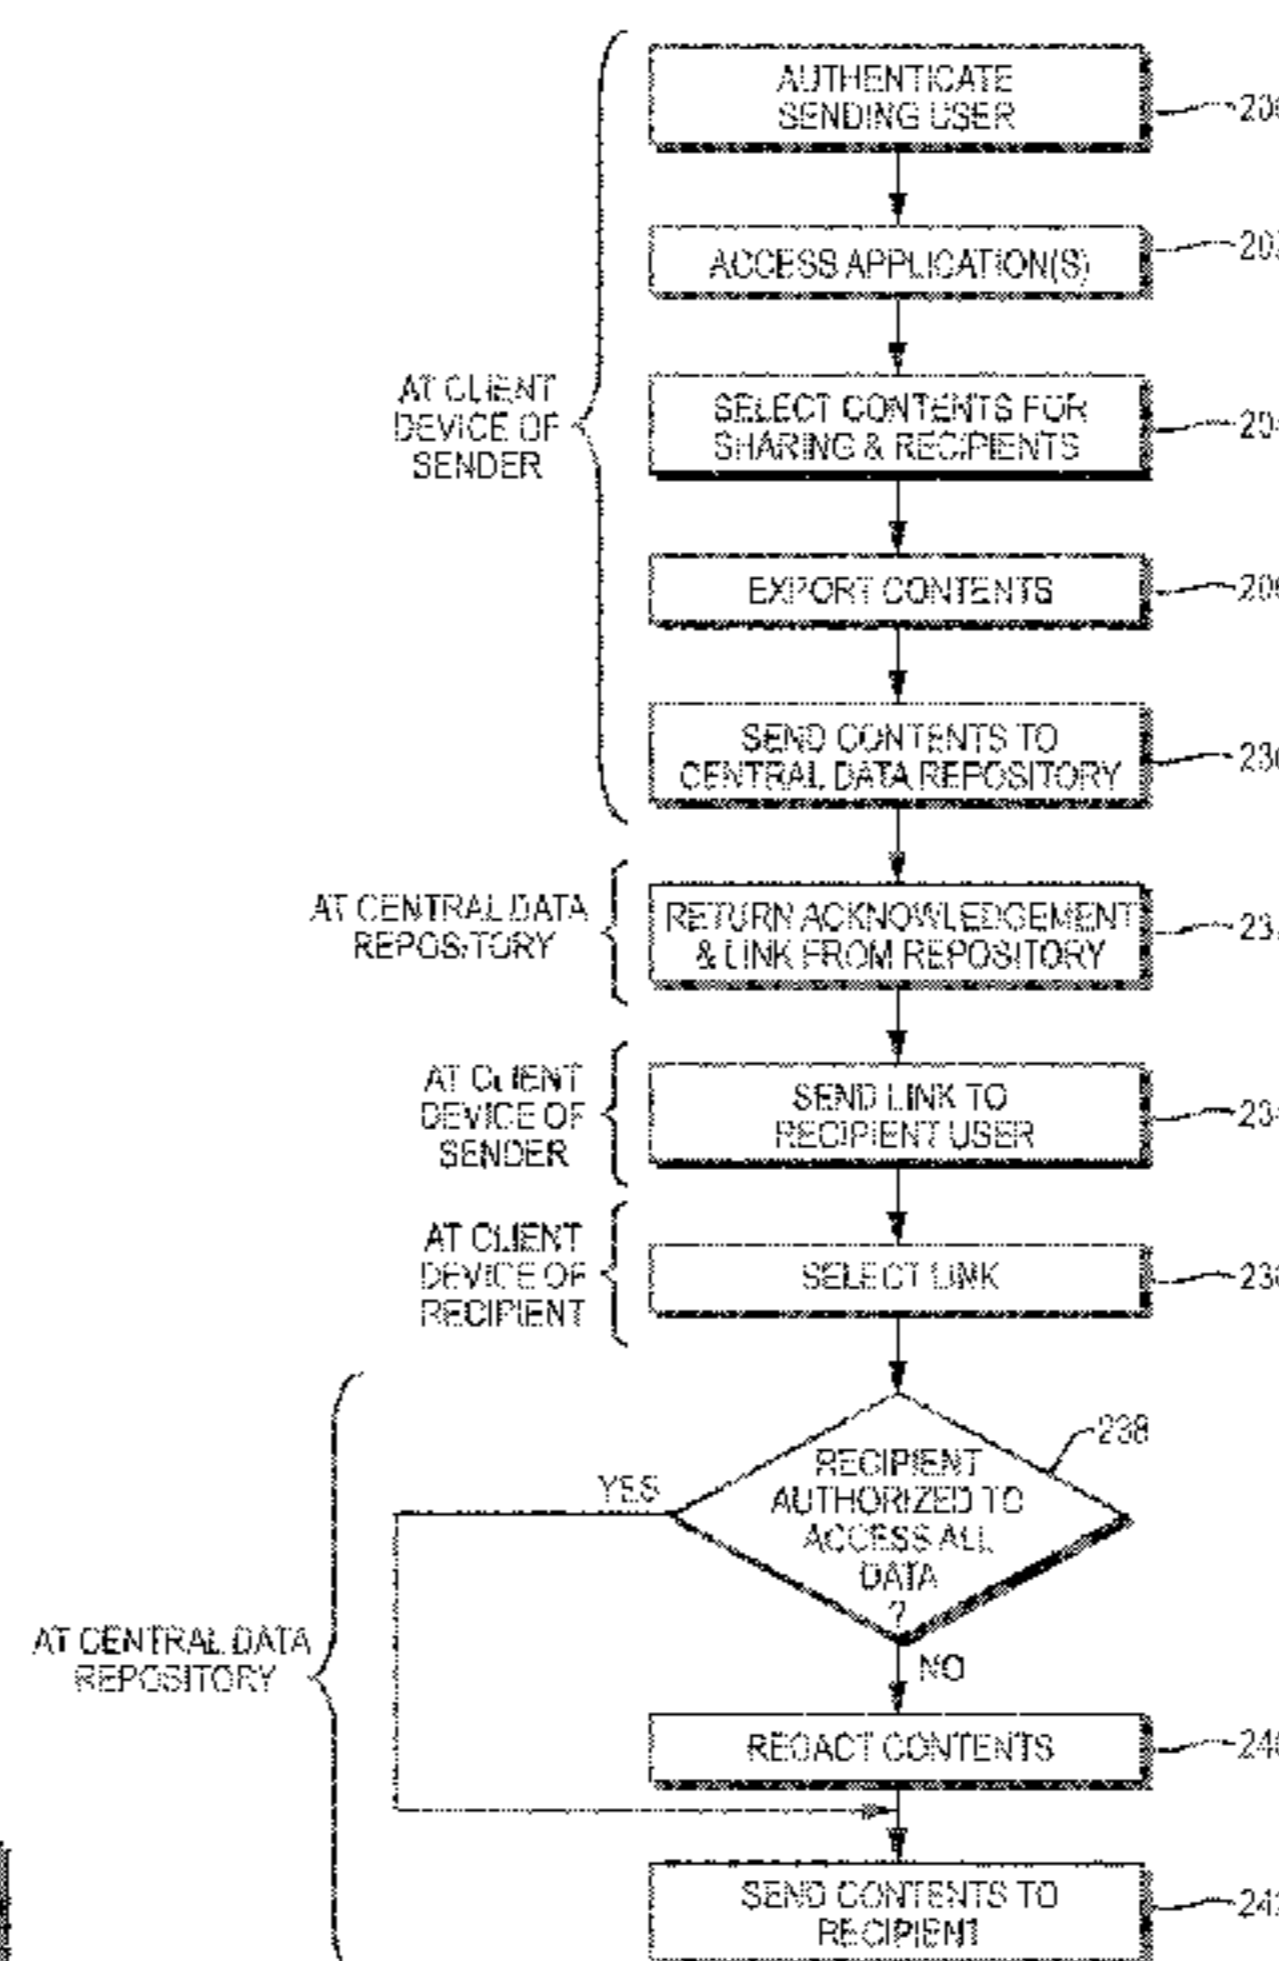 AUTHENTICATE
SENDING USER
ACCESS APPLICATION(S)
AT CLIENT
DEVICE OF
SENDER
SELECT CONTENTS FOR
SHARING & RECIPIENTS
EXPORT CONTENTS
SEND CONTENTS TO
CENTRAL DATA REPOSITORY
AT CENTRAL DATA
REPOSITORY
RETURN ACKNOWLEDGEMENT
& LINK FROM REPOSITORY
AT CLIENT
DEVICE OF
SENDER
SEND LINK TO
RECIPIENT USER
AT CLIENT
DEVICE OF
RECIPIENT
SELECT LINK
238
YES
RECIPIENT
AUTHORIZED TO
ACCESS ALL
DATA
?
NO
AT CENTRAL DATA
REPOSITORY
REDACT CONTENTS
SEND CONTENTS TO
RECIPIENT